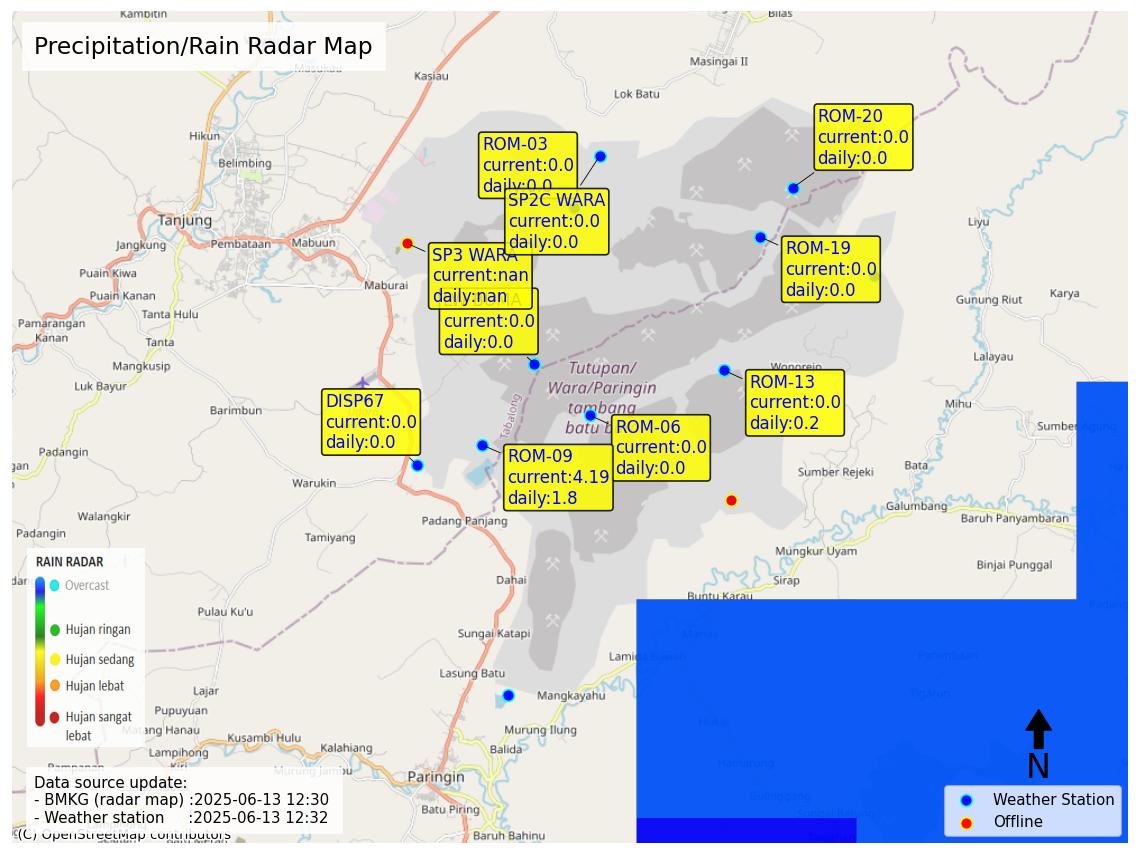 Kambitin
Bilas
Precipitation/Rain Radar Map
Masingai II
Kasiau
Lok Batu
ROM-20
current:0.0
daily:0.0
Hikun
ROM-03
current:0.0
daily:0.0
Belimbing
SP2C WARA
current:0.0
daily:0.0
Tanjung
Liyu
Jangkung
Pembataan
Mabuun
ROM-19
current:0.0
daily:0.0
SP3 WARA
current:nan
daily:nan
Puain Kiwa
Maburai
Puain Kanan
Gunung Riut
Karya
Tanta Hulu
current:0.0
daily:0.0
Pamarangan
Kanan
Tanta
Lalayau
Mangkusip
Wonorejo
Tutupan/
Wara/Paringin
tambang
batu
Luk Bayur
ROM-13
current:0.0
daily:0.2
DISP67
current:0.0
daily:0.0
Barimbun
Tabalong
Mihu
ROM-06
current:0.0
daily:0.0
Padangin
ROM-09
current:4.19
daily:1.8
Bata
Sumber Rejeki
Warukin
Galumbang
Walangkir
Padang Panjang
Baruh Panyambaran
Padangin
Tamiyang
Mungkur Uyam
Binjai Punggal
RAIN RADAR
Overcast
Hujan ringan
Hujan sedang
Hujan lebat
Hujan sangat
lebat
Dahai
Sirap
Buntu Karau
Pulau Ku'u
Sungai Katapi
Lasung Batu
Lajar
Mangkayahu
Pupuyuan
Matang Hanau
Murung Ilung
Kusambi Hulu
Lampihong
Kalahiang
Balida
N
Murung Jambu
Paringin
Data source update:
- BMKG (radar map) :2025-06-13 12:30
- Weather station :2025-06-13 12:32
Weather Station
Offline
Batu Piring
Baruh Bahinu
(C) OpenStreetMap contributors